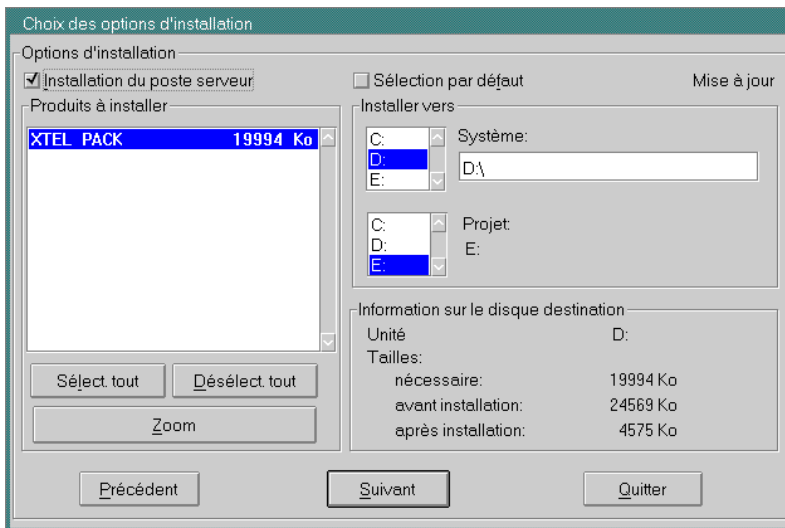 Choix des options d'installation
Options d'installation
Installation du poste serveur
Sélection par défaut
Mise à jour
Produits à installer
XTEL PACK 19994 Ko
Sélect. tout
Désélect. tout
Zoom
Installer vers
C:
D:
E:
Système:
D:\
C:
D:
E:
Projet:
E:
Information sur le disque destination
Unité D:
Tailles:
nécessaire: 19994 Ko
avant installation: 24569 Ko
après installation: 4575 Ko
Précédent
Suivant
Quitter